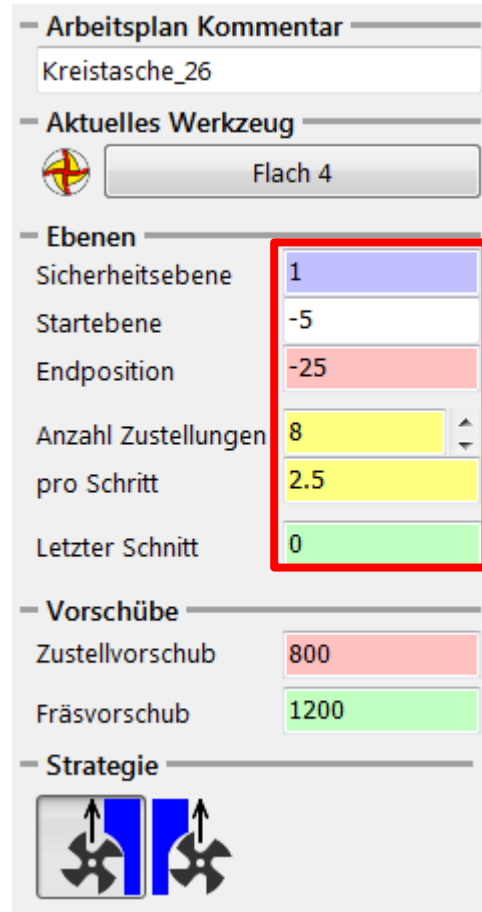 Arbeitsplan Kommentar
Kreistasche_26
Aktuelles Werkzeug
Flach 4
Ebenen
Sicherheitsebene 1
Startebene -5
Endposition -25
Anzahl Zustellungen 8
pro Schritt 2.5
Letzter Schnitt 0
Vorschübe
Zustellvorschub 800
Fräsvorschub 1200
Strategie